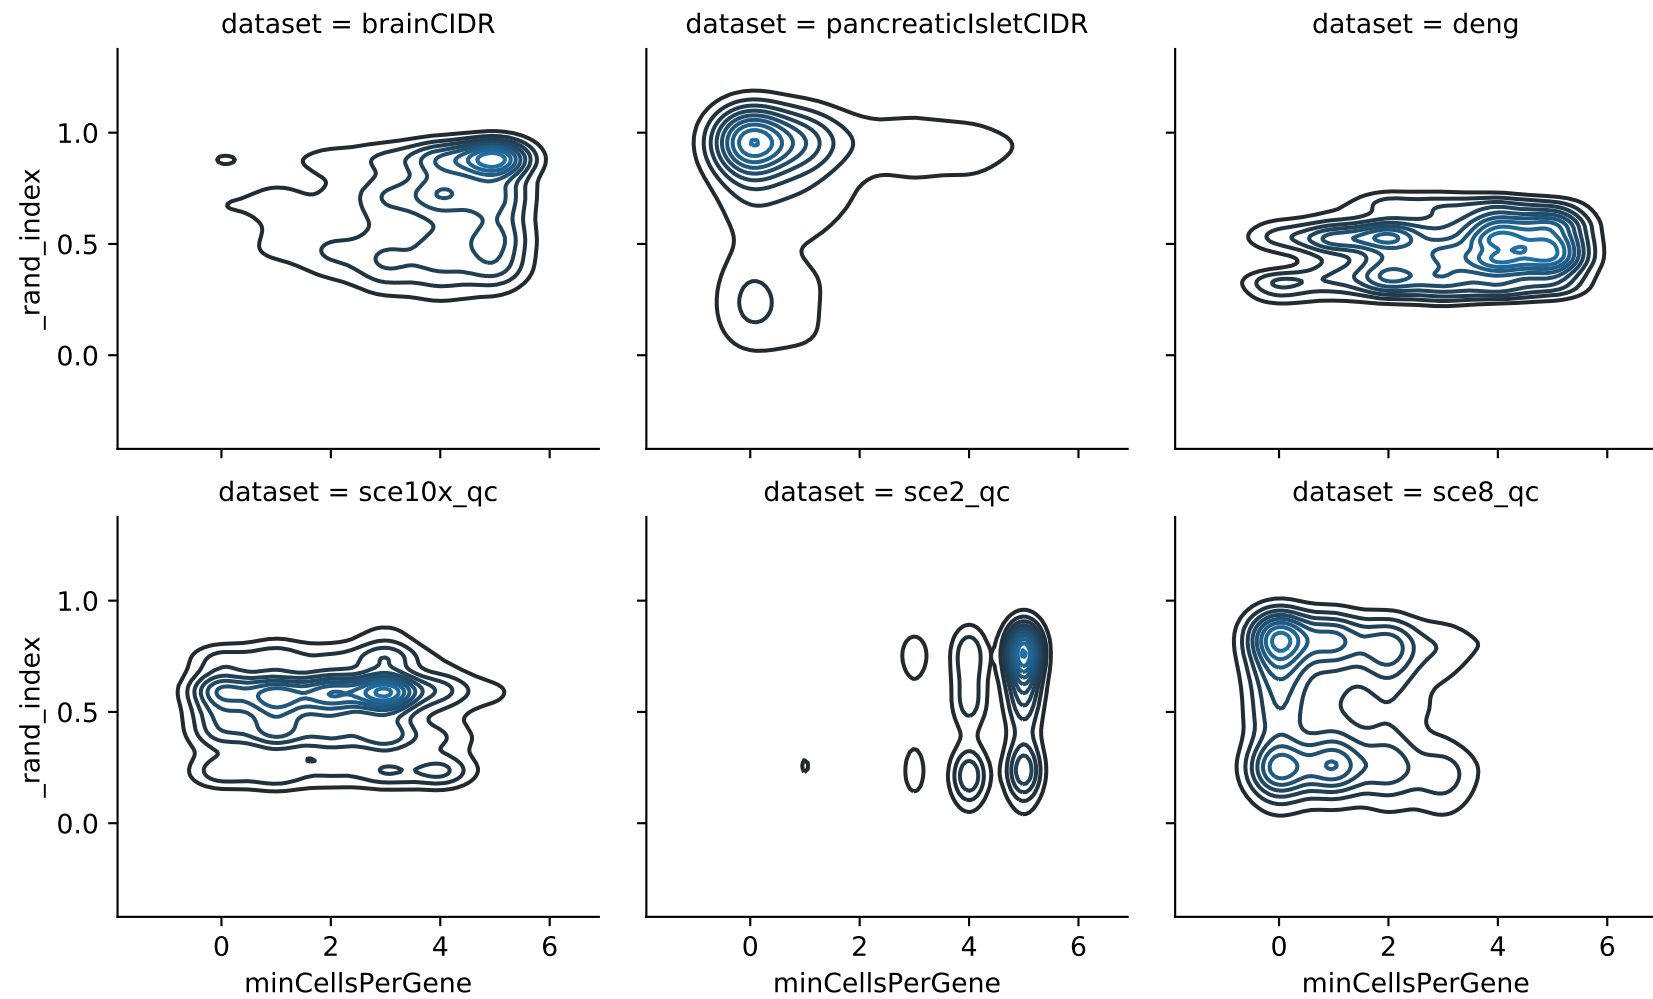 dataset = brainCIDR
dataset = pancreaticIsletCIDR
dataset = deng
1.0
0.5
0.0
_rand_index
dataset = sce10x_qc
dataset = sce2_qc
dataset = sce8_qc
1.0
0.5
0.0
_rand_index
0 2 4 6
0 2 4 6
0 2 4 6
minCellsPerGene
minCellsPerGene
minCellsPerGene